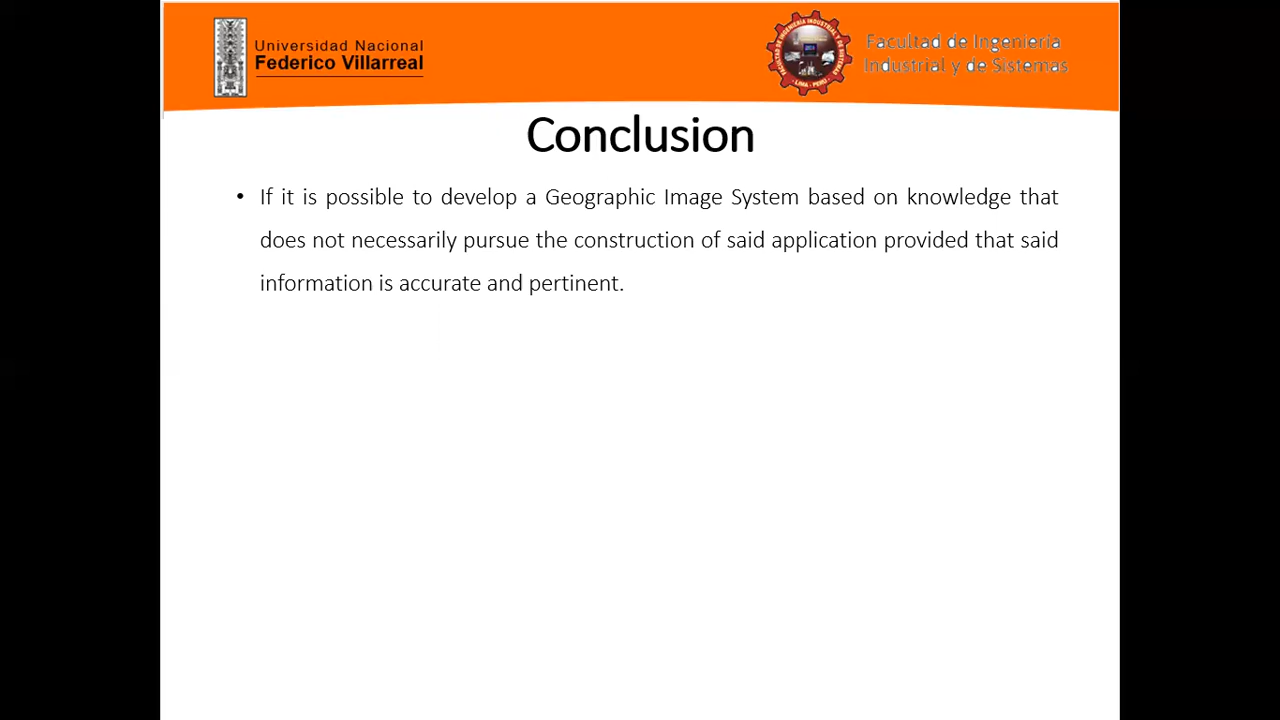 Universidad Nacional
Federico Villarreal
Facultad de Ingeniería
Industrial y de Sistemas
Conclusion
• If it is possible to develop a Geographic Image System based on knowledge that
does not necessarily pursue the construction of said application provided that said
information is accurate and pertinent.